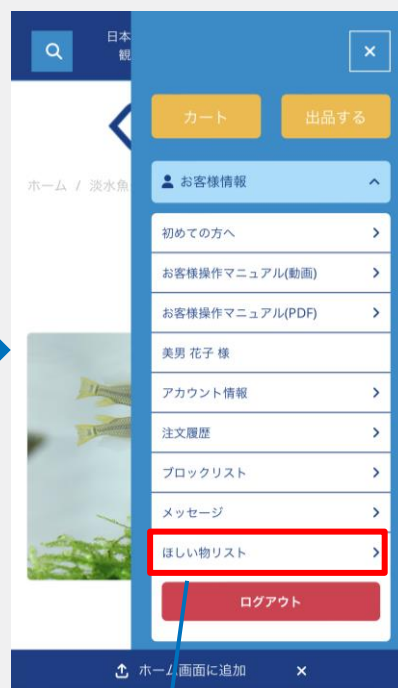 日本
観
カート
出品する
ホーム / 淡水魚
お客様情報
初めての方へ
お客様操作マニュアル(動画)
お客様操作マニュアル(PDF)
美男 花子 様
アカウント情報
注文履歴
ブロックリスト
メッセージ
ほしい物リスト
ログアウト
ホーム画面に追加